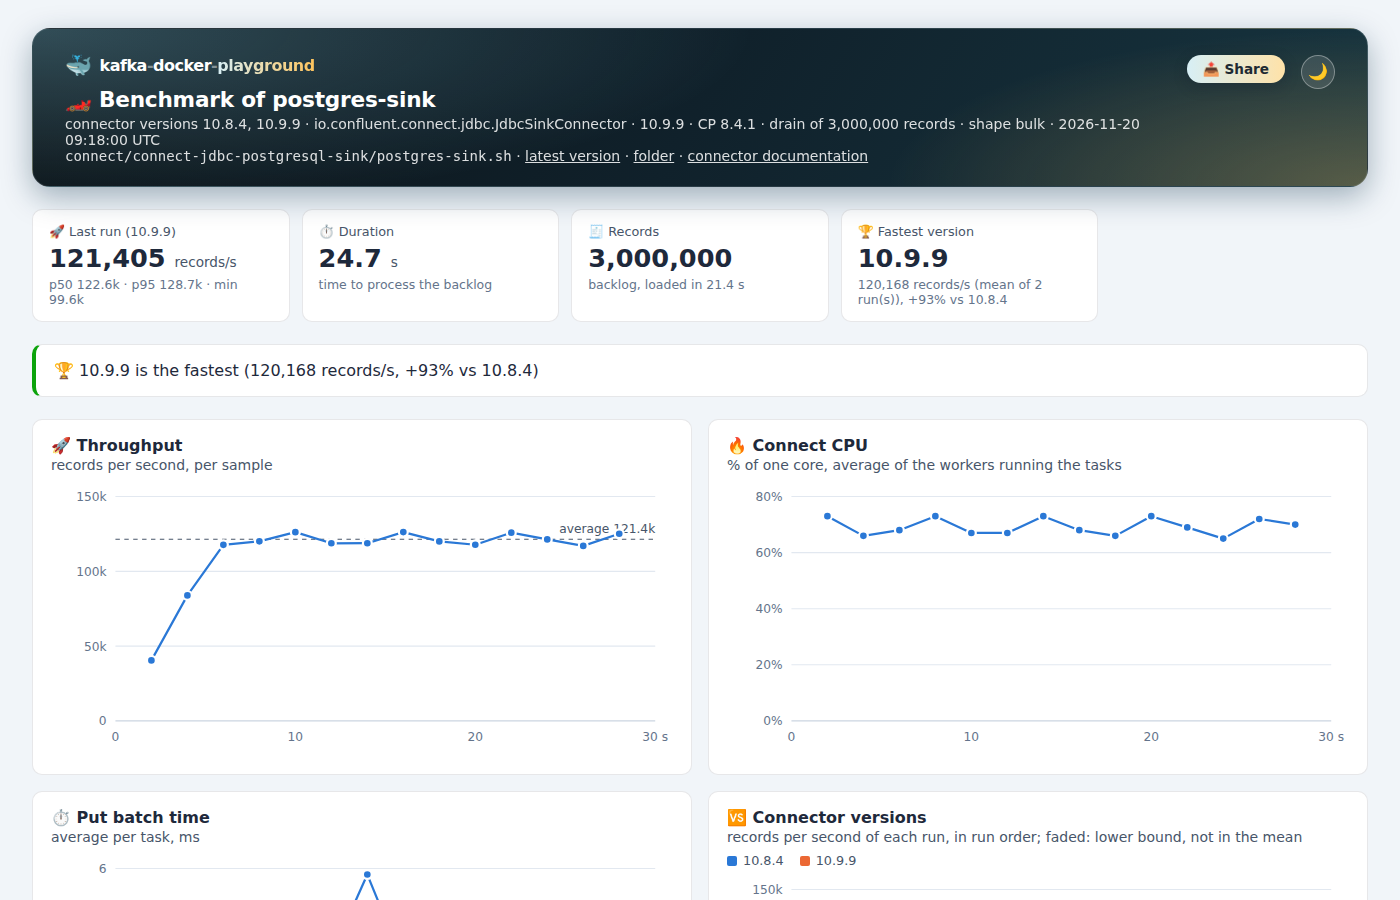 🐳 kafka-docker-playground
📤 Share
🌙
🏎️ Benchmark of postgres-sink
connector versions 10.8.4, 10.9.9 · io.confluent.connect.jdbc.JdbcSinkConnector · 10.9.9 · CP 8.4.1 · drain of 3,000,000 records · shape bulk · 2026-11-20
09:18:00 UTC
connect/connect-jdbc-postgresql-sink/postgres-sink.sh · latest version · folder · connector documentation
🚀 Last run (10.9.9)
121,405 records/s
p50 122.6k · p95 128.7k · min
99.6k
⏱️ Duration
24.7 s
time to process the backlog
🧾 Records
3,000,000
backlog, loaded in 21.4 s
🏆 Fastest version
10.9.9
120,168 records/s (mean of 2
run(s)), +93% vs 10.8.4
🏆 10.9.9 is the fastest (120,168 records/s, +93% vs 10.8.4)
🚀 Throughput
records per second, per sample
150k
average 121.4k
100k
50k
0
0 10 20 30 s
🔥 Connect CPU
% of one core, average of the workers running the tasks
80%
60%
40%
20%
0%
0 10 20 30 s
⏱️ Put batch time
average per task, ms
6
🆚 Connector versions
records per second of each run, in run order; faded: lower bound, not in the mean
10.8.4 10.9.9
150k